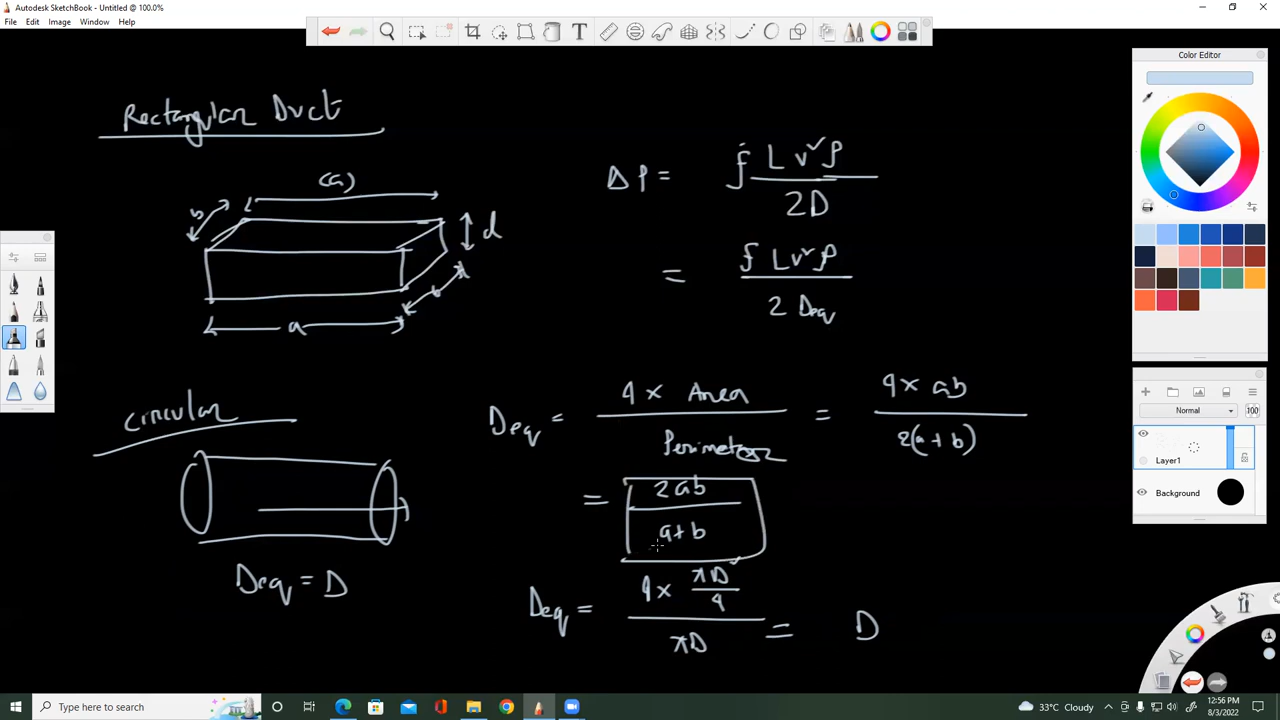 Autodesk SketchBook - Untitled @ 100.0%
File Edit Image Window Help
Rectangular Duct
(a)
b
d
b
a
ΔP = f L v² ρ / 2D
= f L v² ρ / 2 Deq
circular
Deq = D
Deq = 4 x Area / Perimeter = 4 x ab / 2(a+b)
= 2ab / a+b
Deq = 4 x πD² / 4 / πD = D
Color Editor
Normal 100
Layer1
Background
Type here to search
33°C Cloudy
12:56 PM
8/3/2022